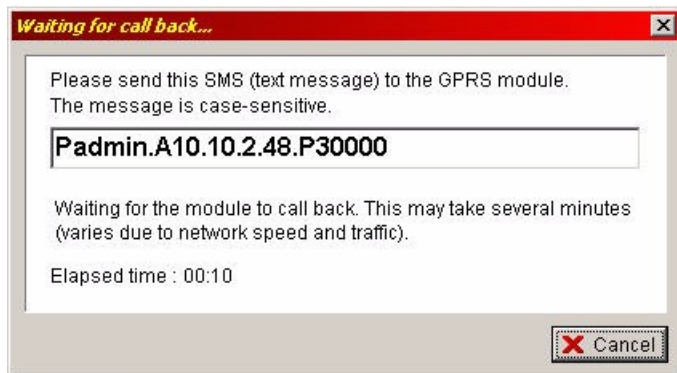 Waiting for call back...
Please send this SMS (text message) to the GPRS module.
The message is case-sensitive.
Padmin.A10.10.2.48.P30000
Waiting for the module to call back. This may take several minutes
(varies due to network speed and traffic).
Elapsed time : 00:10
Cancel